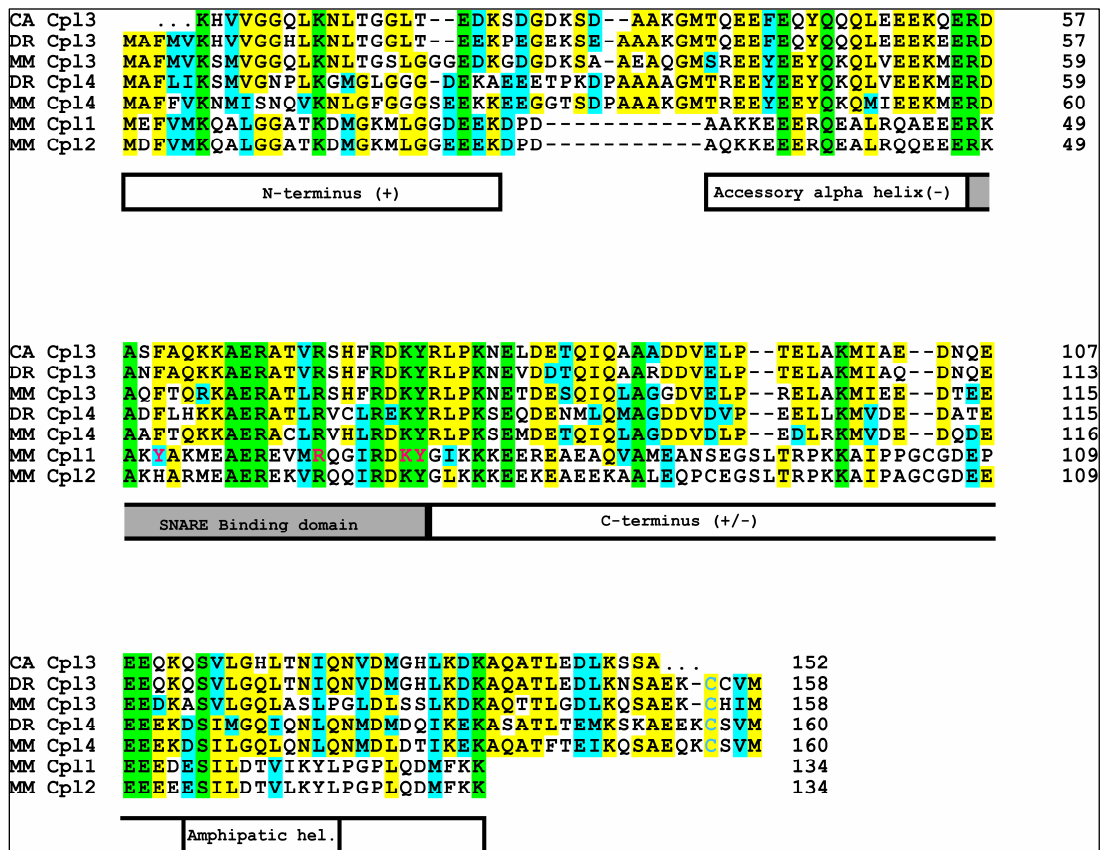 CA Cpl3 ...KHVVGGQLKNLTGGLT--EDKSDGDKSD--AAKGMTQEEFEQYQQQLEEEKQERD 57
DR Cpl3 MAFMVKHVVGGHLKNLTGGLT--EEKPEGEKSE-AAAKGMTQEEFEQYQQQLEEEKEERD 57
MM Cpl3 MAFMVKSMVGGQLKNLTGSLGGGEDKGDGDKSA-AEAQGMSREEYEEYQKQLVEEKMERD 59
DR Cpl4 MAFLIKSMVGNPLKGMGLGGG-DEKAEEETPKDPAAAAGMTREEYEEYQKQLVEEKMERD 59
MM Cpl4 MAFFVKNMISNQVKNLGFGGGSEEKKEEGGTSDPAAAKGMTREEYEEYQKQMIEEKMERD 60
MM Cpl1 MEFVMKQALGGATKDMGKMLGGDEEKDPD-----------AAKKEEERQEALRQAEEERK 49
MM Cpl2 MDFVMKQALGGATKDMGKMLGGEEEKDPD-----------AQKKEEERQEALRQQEEERK 49
N-terminus (+) Accessory alpha helix(-)
CA Cpl3 ASFAQKKAERATVRSHFRDKYRLPKNELDETQIQAAADDVELP--TELAKMIAE--DNQE 107
DR Cpl3 ANFAQKKAERATVRSHFRDKYRLPKNEVDDTQIQAARDDVELP--TELAKMIAQ--DNQE 113
MM Cpl3 AQFTQRKAERATLRSHFRDKYRLPKNETDESQIQLAGGDVELP--RELAKMIEE--DTEE 115
DR Cpl4 ADFLHKKAERATLRVCLREKYRLPKSEQDENMLQMAGDDVDVP--EELLKMVDE--DATE 115
MM Cpl4 AAFTQKKAERACLRVHLRDKYRLPKSEMDETQIQLAGDDVDLP--EDLRKMVDE--DQDE 116
MM Cpl1 AKYAKMEAEREVMRQGIRDKYGIKKKEEREAEAQVAMEANSEGSLTRPKKAIPPGCGDEP 109
MM Cpl2 AKHARMEAEREKVRQQIRDKYGLKKKEEKEAEEKAALEQPCEGSLTRPKKAIPAGCGDEE 109
SNARE Binding domain C-terminus (+/-)
CA Cpl3 EEQKQSVLGHLTNIQNVDMGHLKDKAQATLEDLKSSA... 152
DR Cpl3 EEQKQSVLGQLTNIQNVDMGHLKDKAQATLEDLKNSAEK-CCVM 158
MM Cpl3 EEDKASVLGQLASLPGLDLSSLKDKAQTTLGDLKQSAEK-CHIM 158
DR Cpl4 EEEKDSIMGQIQNLQNMDMDQIKEKASATLTEMKSKAEEKCSVM 160
MM Cpl4 EEEKDSILGQLQNLQNMDLDTIKEKAQATFTEIKQSAEQKCSVM 160
MM Cpl1 EEEDESILDTVIKYLPGPLQDMFKK 134
MM Cpl2 EEEEESILDTVLKYLPGPLQDMFKK 134
Amphipatic hel.